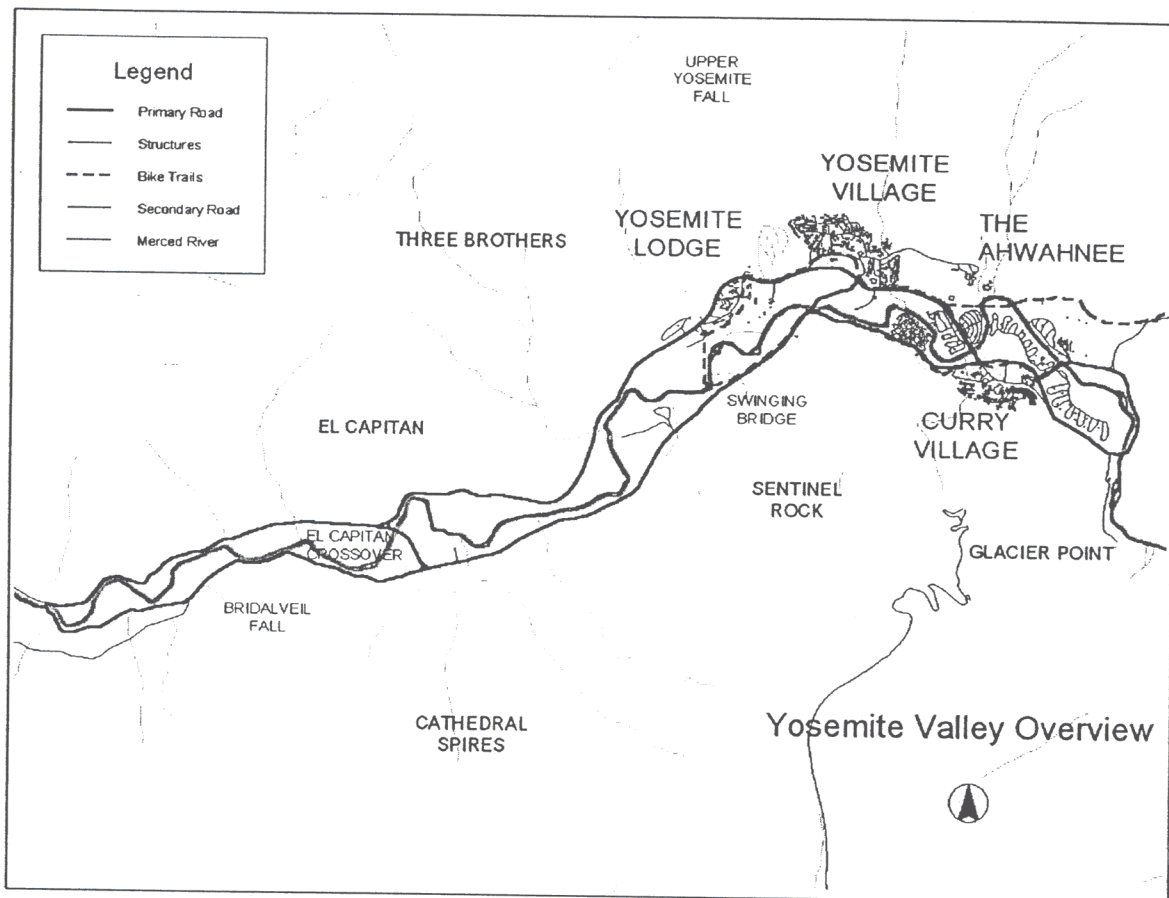 Legend
Primary Road
Structures
Bike Trails
Secondary Road
Merced River
UPPER
YOSEMITE
FALL
YOSEMITE
VILLAGE
YOSEMITE
LODGE
THE
AHWAHNEE
THREE BROTHERS
EL CAPITAN
SWINGING
BRIDGE
CURRY
VILLAGE
SENTINEL
ROCK
EL CAPITAN
CROSSOVER
GLACIER POINT
BRIDALVEIL
FALL
CATHEDRAL
SPIRES
Yosemite Valley Overview